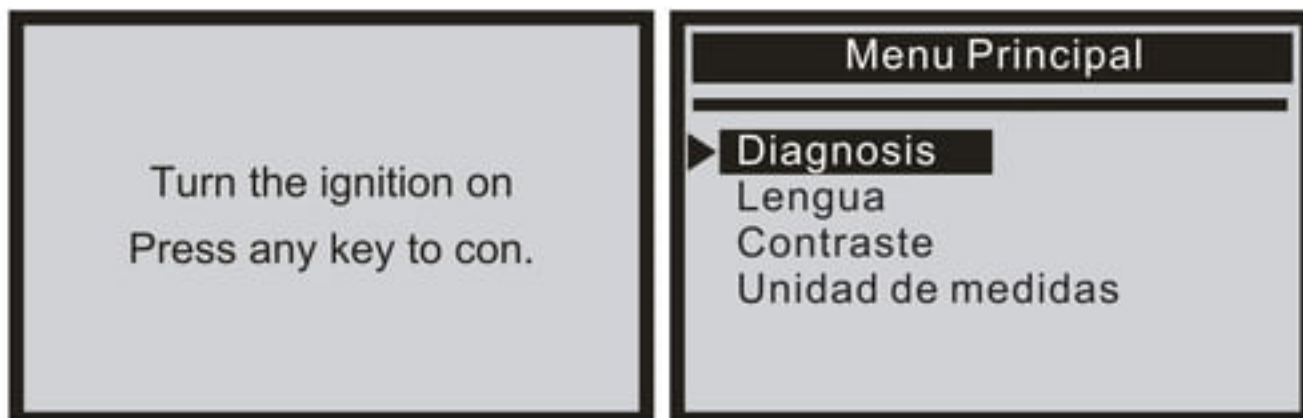 Turn the ignition on
Press any key to con.
Menu Principal
Diagnosis
Lengua
Contraste
Unidad de medidas